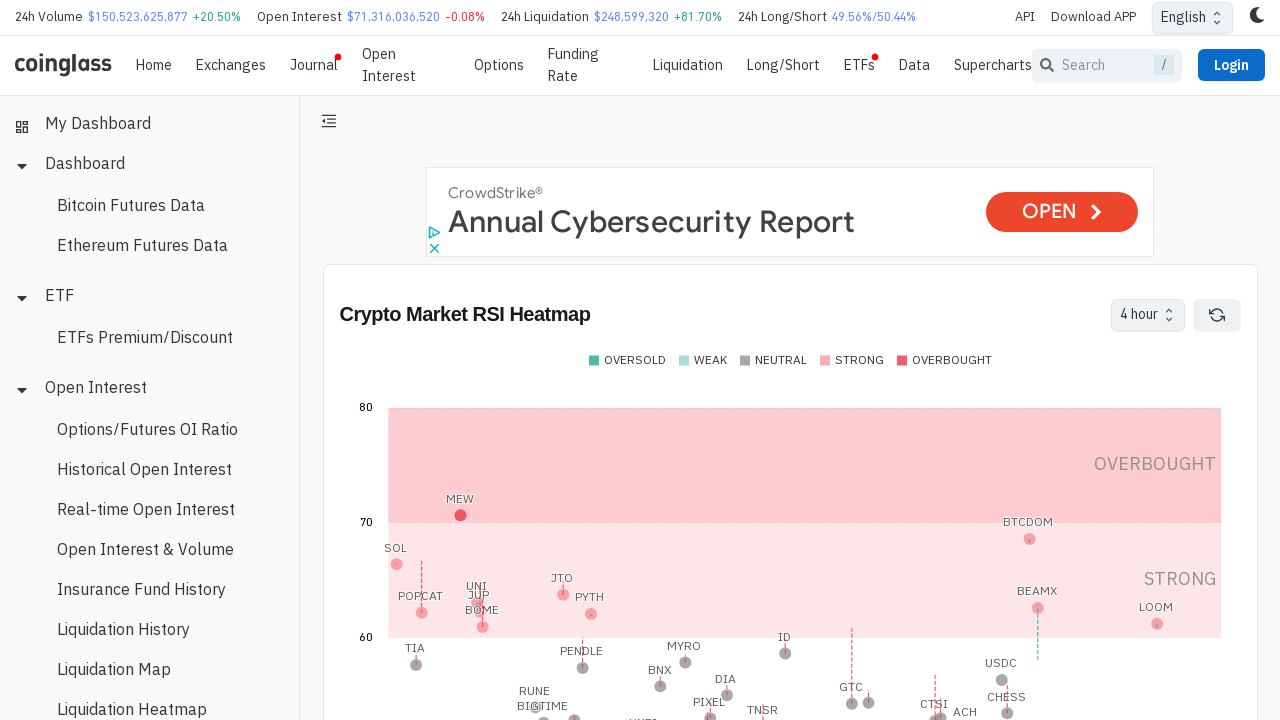 24h Volume $150,523,625,877 +20.50% Open Interest $71,316,036,520 -0.08% 24h Liquidation $248,599,320 +81.70% 24h Long/Short 49.56%/50.44% API Download APP English
coinglass Home Exchanges Journal Open Interest Options Funding Rate Liquidation Long/Short ETFs Data Supercharts Search / Login
My Dashboard
Dashboard
Bitcoin Futures Data
Ethereum Futures Data
ETF
ETFs Premium/Discount
Open Interest
Options/Futures OI Ratio
Historical Open Interest
Real-time Open Interest
Open Interest & Volume
Insurance Fund History
Liquidation History
Liquidation Map
Liquidation Heatmap
CrowdStrike®
Annual Cybersecurity Report
OPEN
Crypto Market RSI Heatmap
4 hour
OVERSOLD WEAK NEUTRAL STRONG OVERBOUGHT
80
OVERBOUGHT
MEW
70
BTCDOM
SOL
STRONG
JTO
UNI
BEAMX
JUP
POPCAT
PYTH
BOME
LOOM
60
ID
MYRO
TIA
PENDLE
USDC
BNX
DIA
GTC
RUNE
CHESS
PIXEL
CTSI
BIGTIME
TNSR
ACH